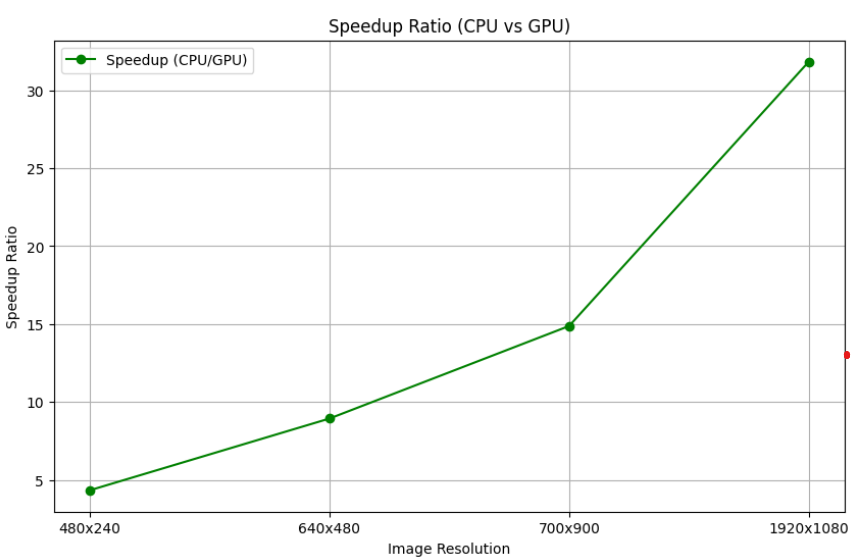 Speedup Ratio (CPU vs GPU)
Speedup (CPU/GPU)
30
25
20
15
10
5
Speedup Ratio
480x240
640x480
700x900
1920x1080
Image Resolution